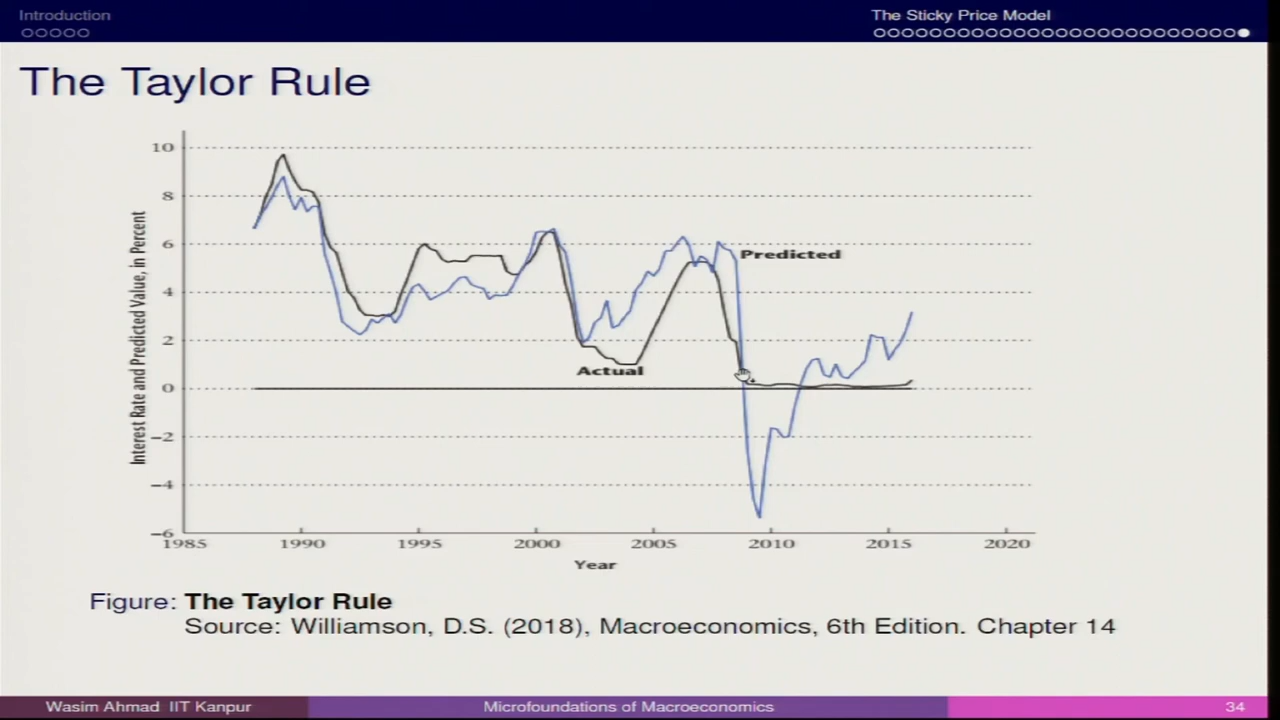 Introduction
The Sticky Price Model
The Taylor Rule
Interest Rate and Predicted Value, in Percent
10
8
6
4
2
0
−2
−4
−6
Predicted
Actual
1985 1990 1995 2000 2005 2010 2015 2020
Year
Figure: The Taylor Rule
Source: Williamson, D.S. (2018), Macroeconomics, 6th Edition. Chapter 14
Wasim Ahmad IIT Kanpur
Microfoundations of Macroeconomics
34